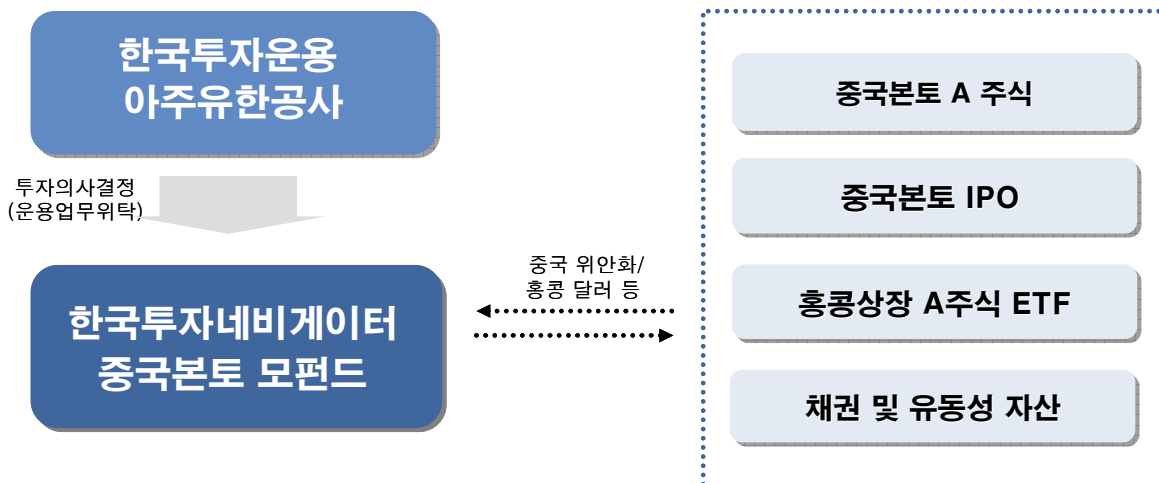 한국투자운용
아주유한공사
투자의사결정
(운용업무위탁)
한국투자네비게이터
중국본토 모펀드
중국 위안화/
홍콩 달러 등
중국본토 A 주식
중국본토 IPO
홍콩상장 A주식 ETF
채권 및 유동성 자산